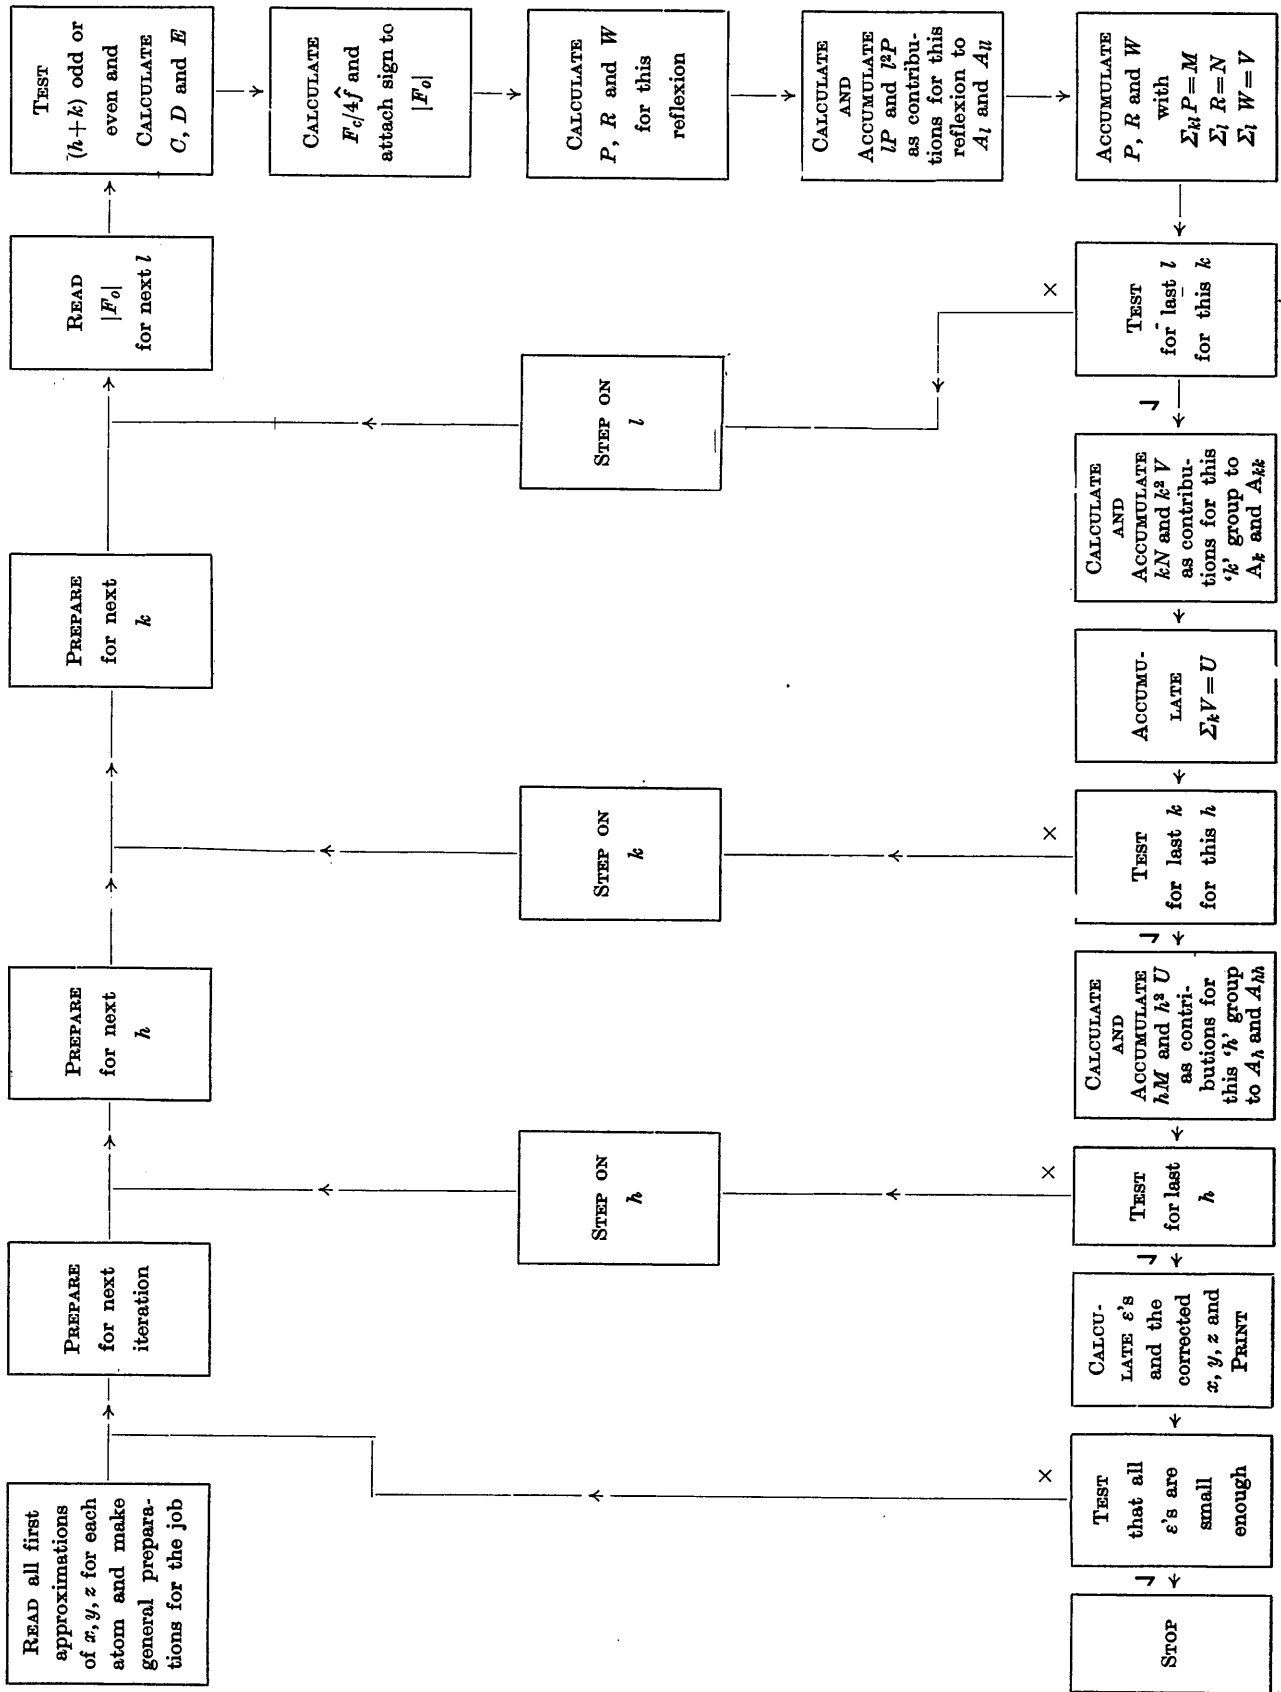 READ all first
approximations
of x, y, z for each
atom and make
general prepara-
tions for the job
PREPARE
for next
iteration
PREPARE
for next
h
PREPARE
for next
k
READ
|Fₒ|
for next l
TEST
(h+k) odd or
even and
CALCULATE
C, D and E
CALCULATE
F_c/4f̂ and
attach sign to
|Fₒ|
CALCULATE
P, R and W
for this
reflexion
CALCULATE
AND
ACCUMULATE
lP and l²P
as contribu-
tions for this
reflexion to
A_l and A_ll
ACCUMULATE
P, R and W
with
Σ_kl P=M
Σ_l R=N
Σ_l W=V
TEST
for last l
for this k
×
STEP ON
l
✓
CALCULATE
AND
ACCUMULATE
kN and k² V
as contribu-
tions for this
‘k’ group to
A_k and A_kk
ACCUMU-
LATE
Σ_k V=U
TEST
for last k
for this h
×
STEP ON
k
✓
CALCULATE
AND
ACCUMULATE
hM and h² U
as contri-
butions for
this ‘h’ group
to A_h and A_hh
TEST
for last
h
×
STEP ON
h
✓
CALCU-
LATE ε's
and the
corrected
x, y, z and
PRINT
TEST
that all
ε's are
small
enough
×
✓
STOP